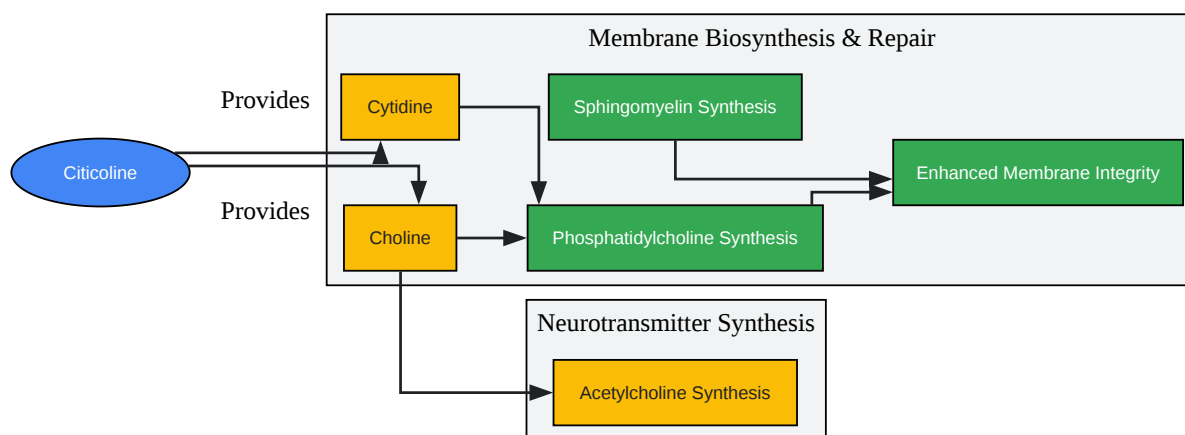 Membrane Biosynthesis & Repair
Provides
Cytidine
Sphingomyelin Synthesis
Citicoline
Enhanced Membrane Integrity
Provides
Choline
Phosphatidylcholine Synthesis
Neurotransmitter Synthesis
Acetylcholine Synthesis